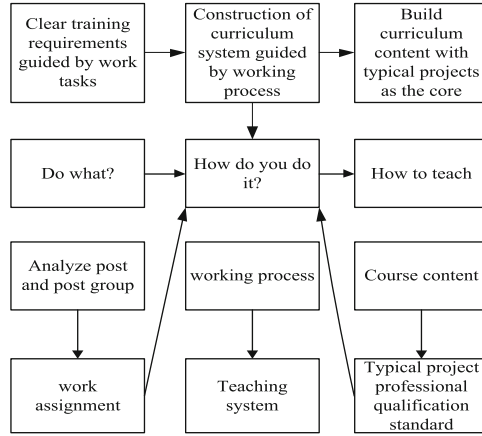 Clear training
requirements
guided by work
tasks
Construction of
curriculum
system guided
by working
process
Build
curriculum
content with
typical projects
as the core
Do what?
How do you do
it?
How to teach
Analyze post
and post group
working process
Course content
work
assignment
Teaching
system
Typical project
professional
qualification
standard